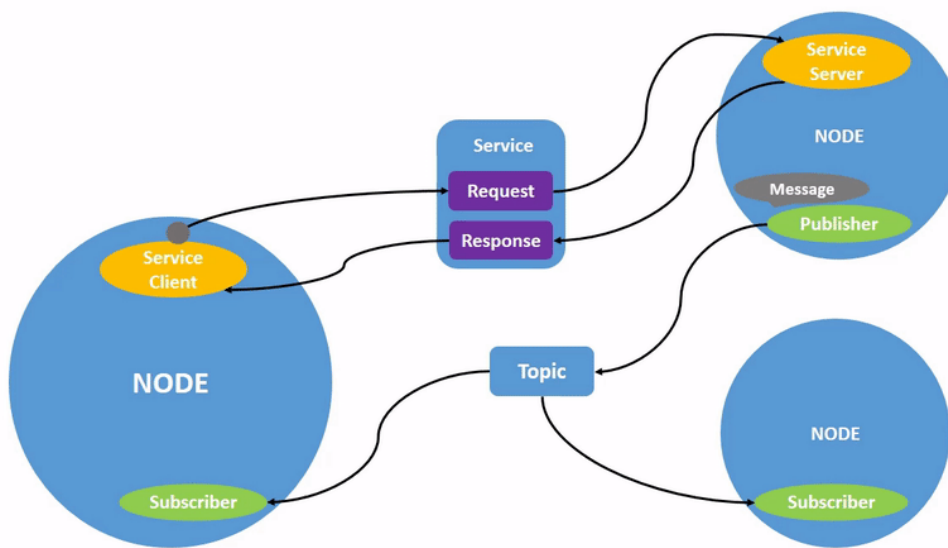 Service
Server
NODE
Message
Publisher
Service
Request
Response
Service
Client
NODE
Subscriber
Topic
NODE
Subscriber